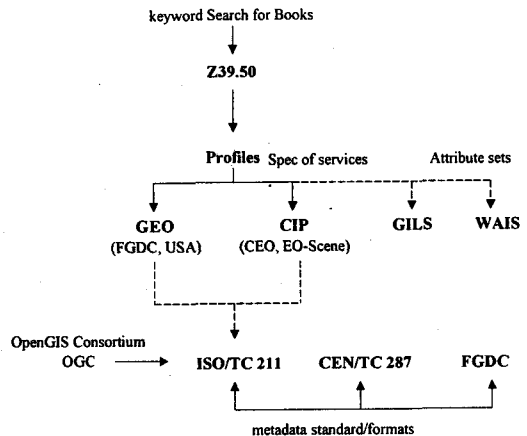 keyword Search for Books
Z39.50
Profiles Spec of services Attribute sets
GEO CIP GILS WAIS
(FGDC, USA) (CEO, EO-Scene)
OpenGIS Consortium
OGC ISO/TC 211 CEN/TC 287 FGDC
metadata standard/formats